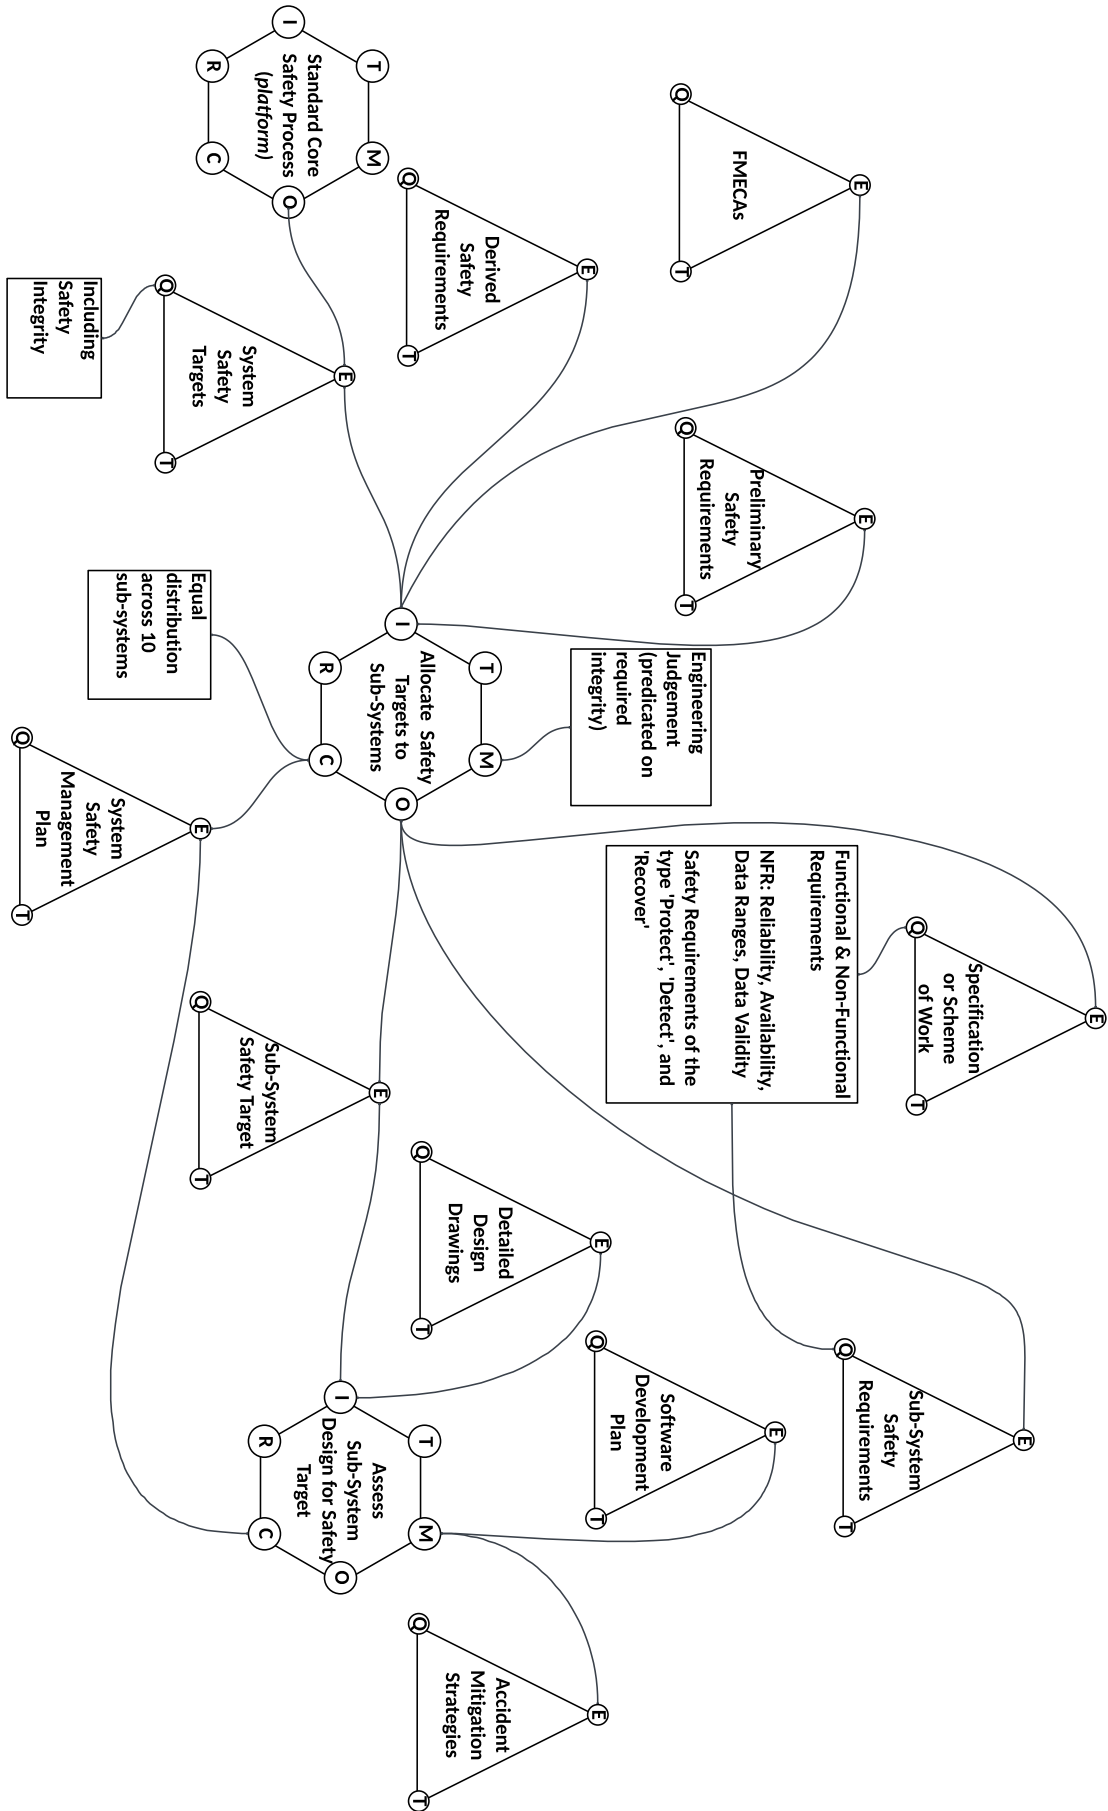 E
Specification
or Scheme
of Work
Q
T
E
Sub-System
Safety
Requirements
Q
T
E
FMECAs
Q
T
E
Preliminary
Safety
Requirements
Q
T
Functional & Non-Functional
Requirements
NFR: Reliability, Availability,
Data Ranges, Data Validity
Safety Requirements of the
type 'Protect', 'Detect', and
'Recover'
E
Software
Development
Plan
Q
T
Engineering
Judgement
(predicated on
required
integrity)
E
Derived
Safety
Requirements
Q
T
E
Detailed
Design
Drawings
Q
T
E
Accident
Mitigation
Strategies
Q
T
T
M
I
Standard Core
Safety Process
(platform)
O
R
C
T
M
I
Allocate Safety
Targets to
Sub-Systems
O
R
C
T
M
I
Assess
Sub-System
Design for Safety
Target
O
R
C
E
System
Safety
Targets
Q
T
E
Sub-System
Safety Target
Q
T
Including
Safety
Integrity
Equal
distribution
across 10
sub-systems
E
System
Safety
Management
Plan
Q
T